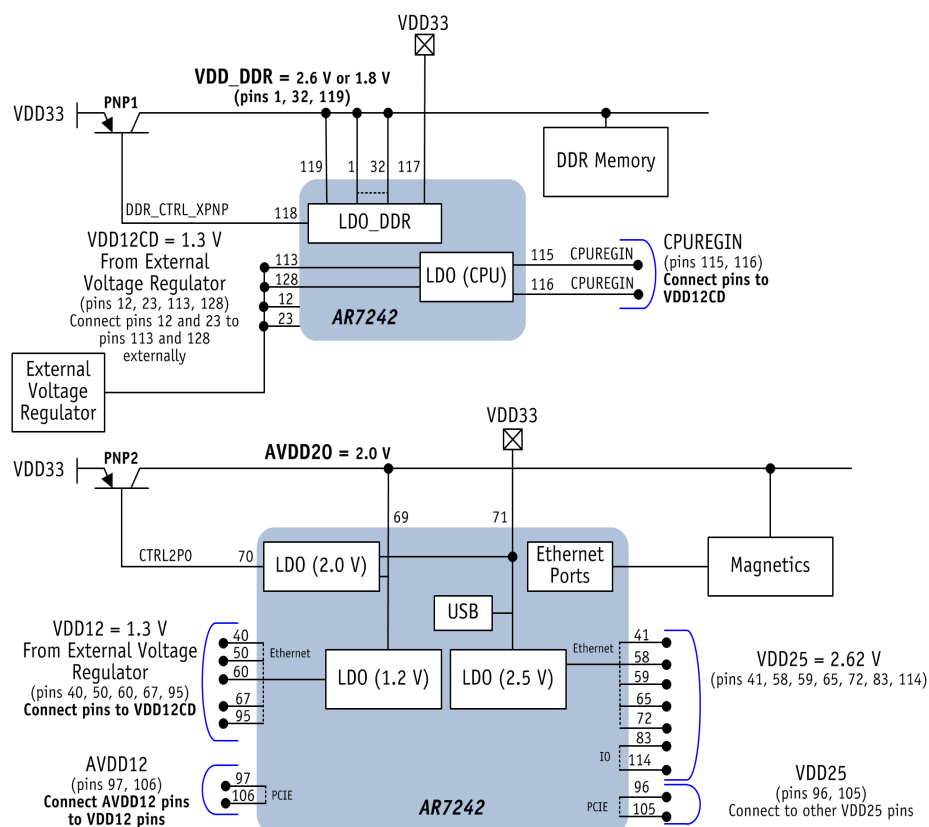 VDD33
VDD_DDR = 2.6 V or 1.8 V
(pins 1, 32, 119)
VDD33
PNP1
DDR Memory
119
1
32
117
DDR_CTRL_XPNP
118
LDO_DDR
VDD12CD = 1.3 V
From External
Voltage Regulator
(pins 12, 23, 113, 128)
Connect pins 12 and 23 to
pins 113 and 128
externally
113
128
12
23
LDO (CPU)
115
CPUREGIN
116
CPUREGIN
CPUREGIN
(pins 115, 116)
Connect pins to
VDD12CD
AR7242
External
Voltage
Regulator
VDD33
AVDD20 = 2.0 V
VDD33
PNP2
69
71
CTRL2P0
70
LDO (2.0 V)
Ethernet
Ports
Magnetics
USB
VDD12 = 1.3 V
From External Voltage
Regulator
(pins 40, 50, 60, 67, 95)
Connect pins to VDD12CD
40
50
60
67
95
Ethernet
LDO (1.2 V)
LDO (2.5 V)
Ethernet
41
58
59
65
72
83
IO
114
VDD25 = 2.62 V
(pins 41, 58, 59, 65, 72, 83, 114)
AVDD12
(pins 97, 106)
Connect AVDD12 pins
to VDD12 pins
97
106
PCIE
AR7242
PCIE
96
105
VDD25
(pins 96, 105)
Connect to other VDD25 pins